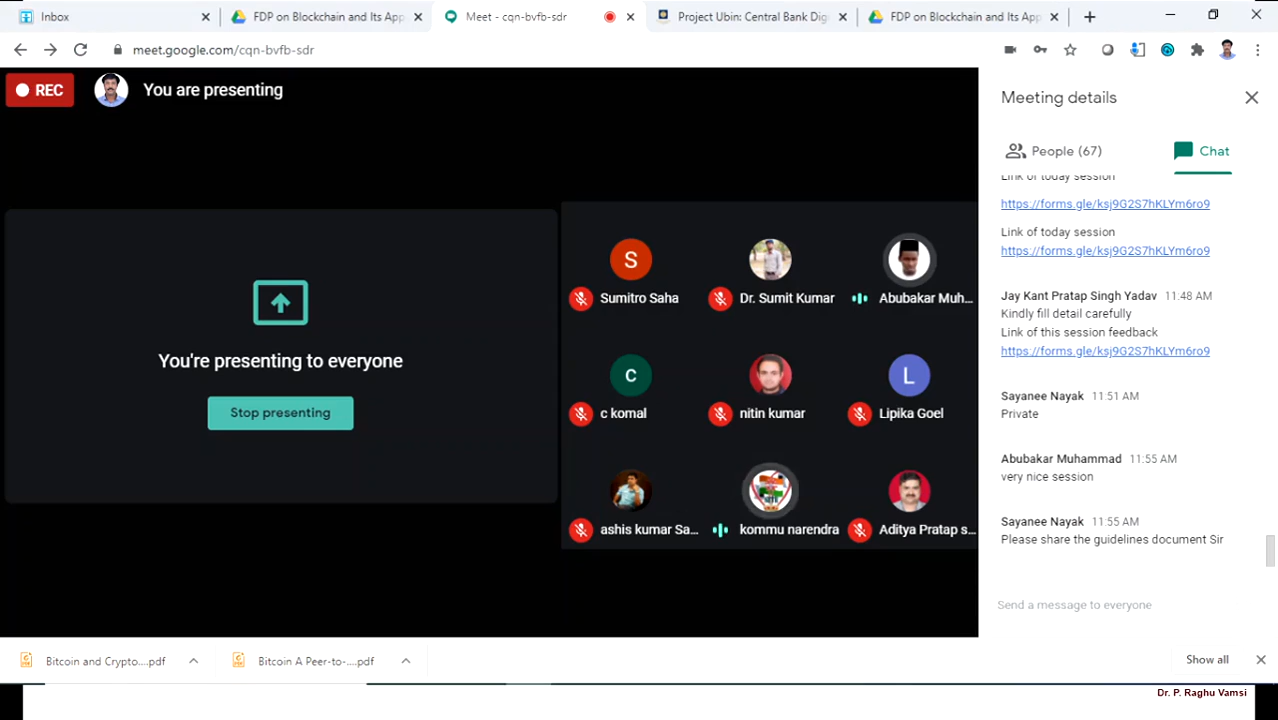 Inbox
FDP on Blockchain and Its App
Meet - cqn-bvfb-sdr
Project Ubin: Central Bank Dig
FDP on Blockchain and Its App
meet.google.com/cqn-bvfb-sdr
REC
You are presenting
You're presenting to everyone
Stop presenting
S
Sumitro Saha
Dr. Sumit Kumar
Abubakar Muh...
c
c komal
nitin kumar
L
Lipika Goel
ashis kumar Sa...
kommu narendra
Aditya Pratap s...
Meeting details
People (67)
Chat
Link of today session
https://forms.gle/ksj9G2S7hKLYm6ro9
Link of today session
https://forms.gle/ksj9G2S7hKLYm6ro9
Jay Kant Pratap Singh Yadav 11:48 AM
Kindly fill detail carefully
Link of this session feedback
https://forms.gle/ksj9G2S7hKLYm6ro9
Sayanee Nayak 11:51 AM
Private
Abubakar Muhammad 11:55 AM
very nice session
Sayanee Nayak 11:55 AM
Please share the guidelines document Sir
Send a message to everyone
Bitcoin and Crypto....pdf
Bitcoin A Peer-to-....pdf
Show all
Dr. P. Raghu Vamsi